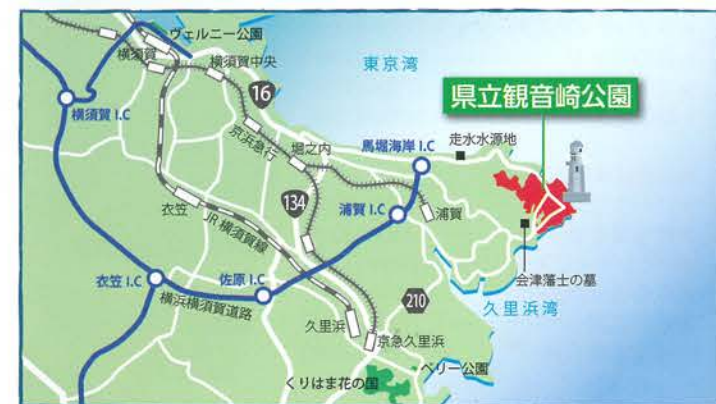 ヴェルニー公園
横須賀
横須賀中央
東京湾
16
県立観音崎公園
横須賀 I.C
京浜急行
堀之内
馬堀海岸 I.C
走水水源地
134
衣笠
JR 横須賀線
浦賀 I.C
浦賀
衣笠 I.C
佐原 I.C
会津藩士の墓
横浜横須賀道路
210
久里浜湾
久里浜
京急久里浜
ペリー公園
くりはま花の国